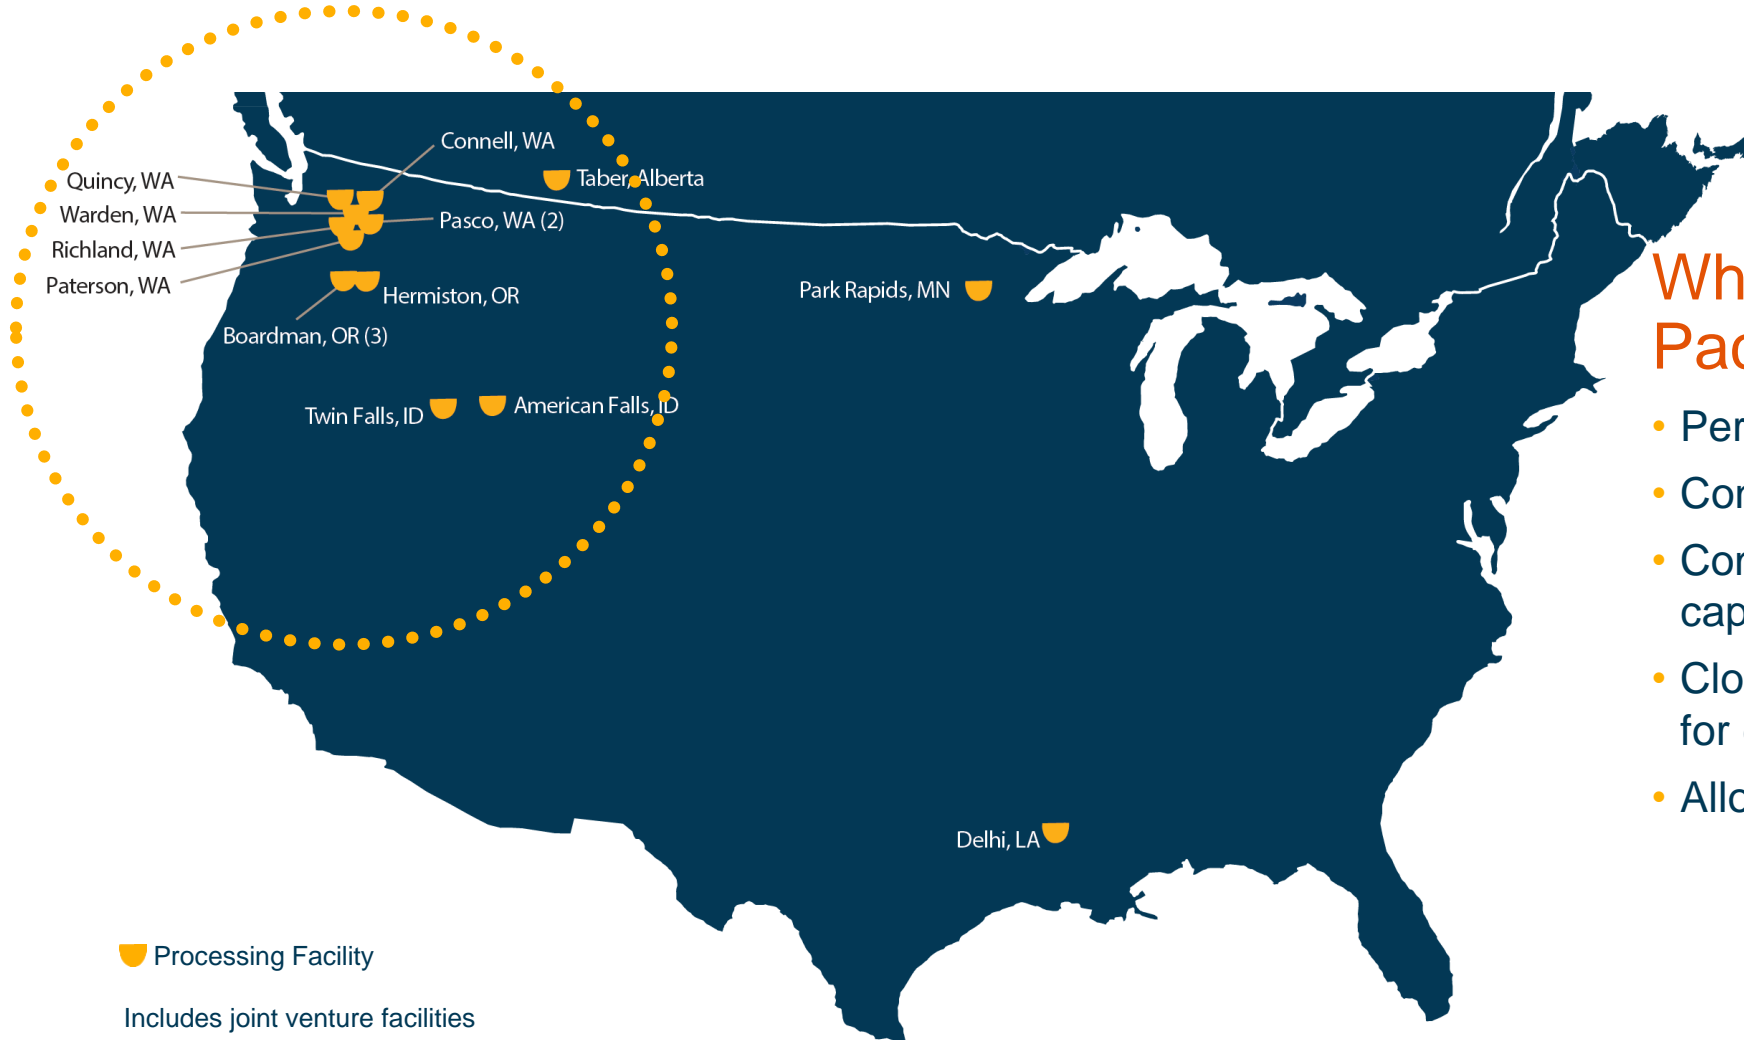 Connell, WA
Quincy, WA
Taber, Alberta
Warden, WA
Pasco, WA (2)
Richland, WA
Paterson, WA
Hermiston, OR
Park Rapids, MN
Boardman, OR (3)
Twin Falls, ID
American Falls, ID
Delhi, LA
Processing Facility
Includes joint venture facilities
for